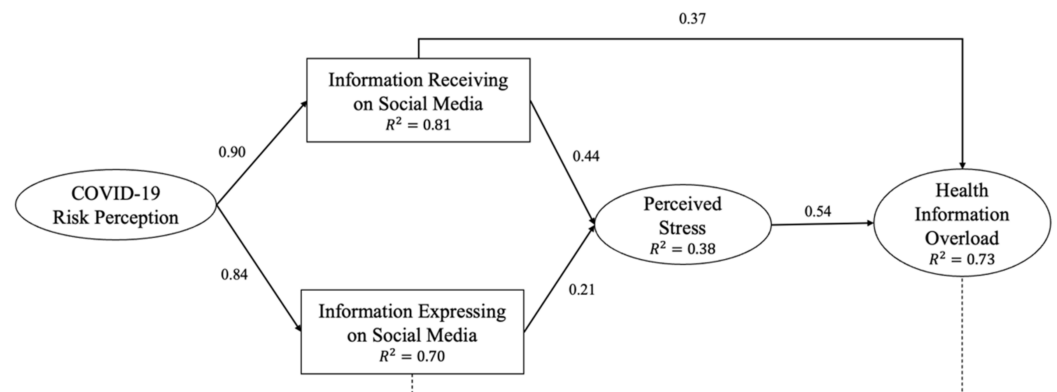 0.37
Information Receiving
on Social Media
R² = 0.81
0.90
0.44
COVID-19
Risk Perception
Perceived
Stress
R² = 0.38
0.54
Health
Information
Overload
R² = 0.73
0.84
0.21
Information Expressing
on Social Media
R² = 0.70